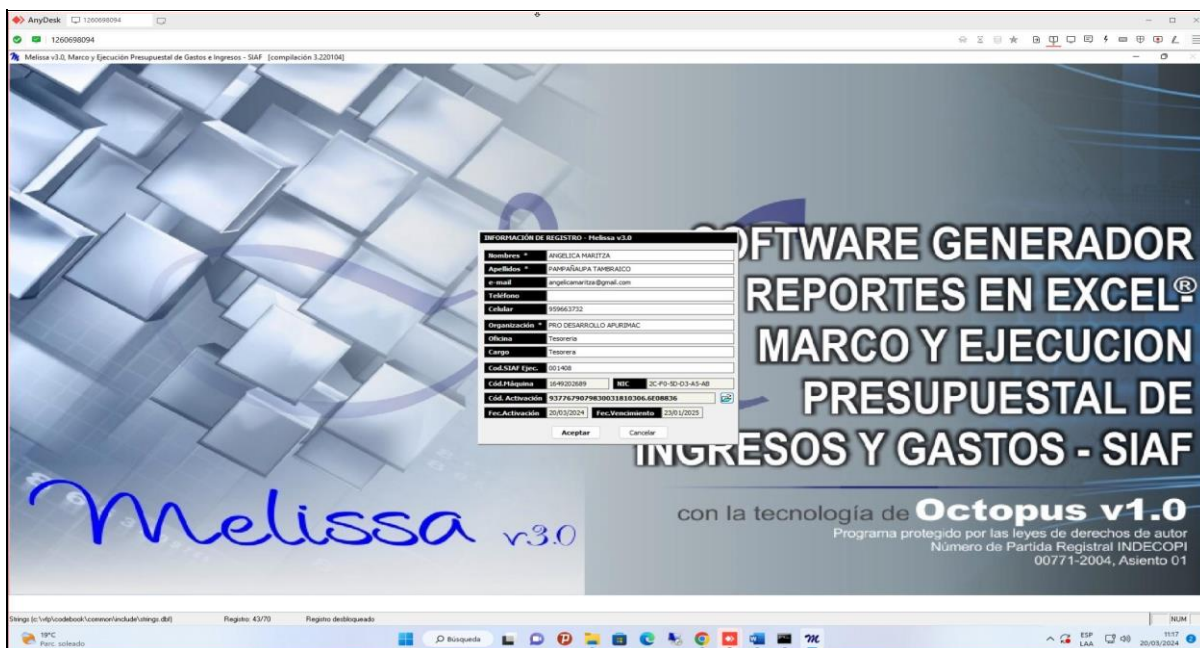 AnyDesk 1260698094
1260698094
Melissa v3.0, Marco y Ejecución Presupuestal de Gastos e Ingresos - SIAF [compilación 3.220104]
SOFTWARE GENERADOR
REPORTES EN EXCEL®
MARCO Y EJECUCION
PRESUPUESTAL DE
INGRESOS Y GASTOS - SIAF
INFORMACIÓN DE REGISTRO - Melissa v3.0
Nombres * ANGELICA MARITZA
Apellidos * PAMPAÑAUPA TAMBRAICO
e-mail angelicamaritza@gmail.com
Teléfono
Celular 959663732
Organización * PRO DESARROLLO APURIMAC
Oficina Tesoreria
Cargo Tesorera
Cod.SIAF Ejec. 001408
Cód.Máquina 1649202689 NIC 2C-F0-5D-D3-A5-AB
Cód. Activación 9377679079830031810306.6E08836
Fec.Activación 20/03/2024 Fec.Vencimiento 23/01/2025
Aceptar Cancelar
Melissa v3.0
con la tecnología de Octopus v1.0
Programa protegido por las leyes de derechos de autor
Número de Partida Registral INDECOPI
00771-2004, Asiento 01
Strings (c:\vfp\codebook\common\include\strings.dbf) Registro: 43/70 Registro desbloqueado NUM
19°C
Parc. soleado
Búsqueda
ESP
LAA
11:17
20/03/2024